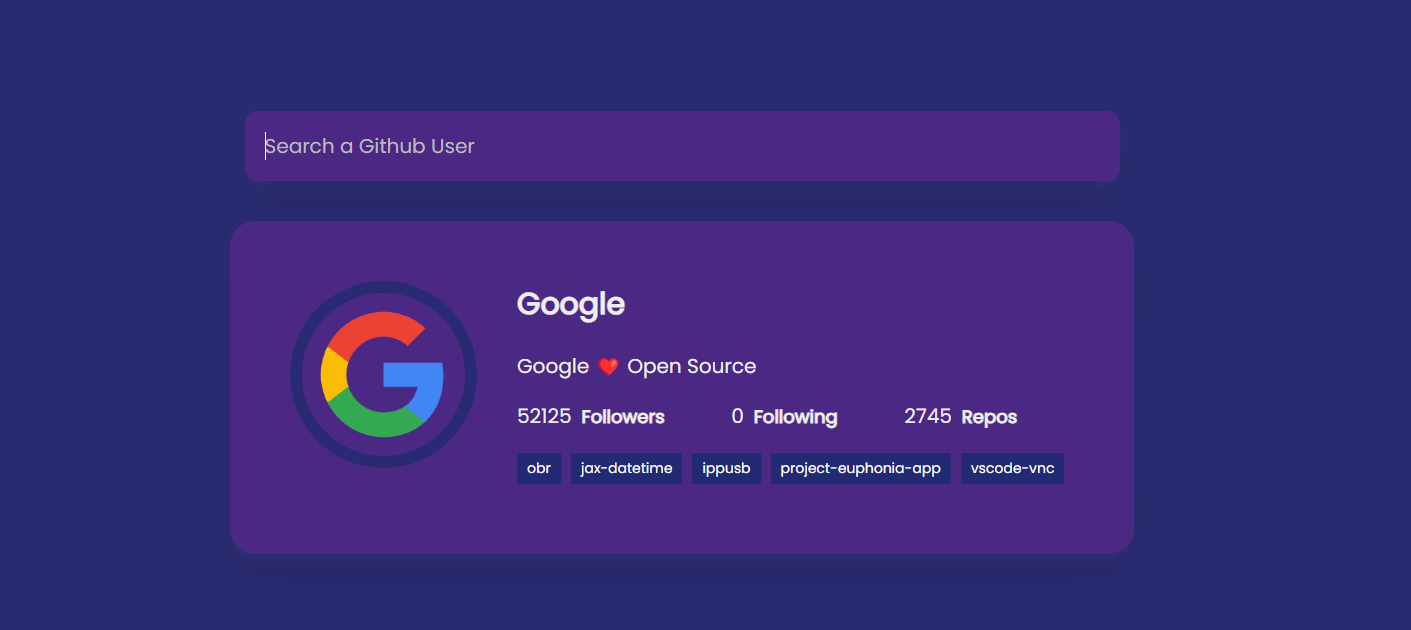 Search a Github User
Google
Google ❤️ Open Source
52125 Followers 0 Following 2745 Repos
obr jax-datetime ippusb project-euphonia-app vscode-vnc